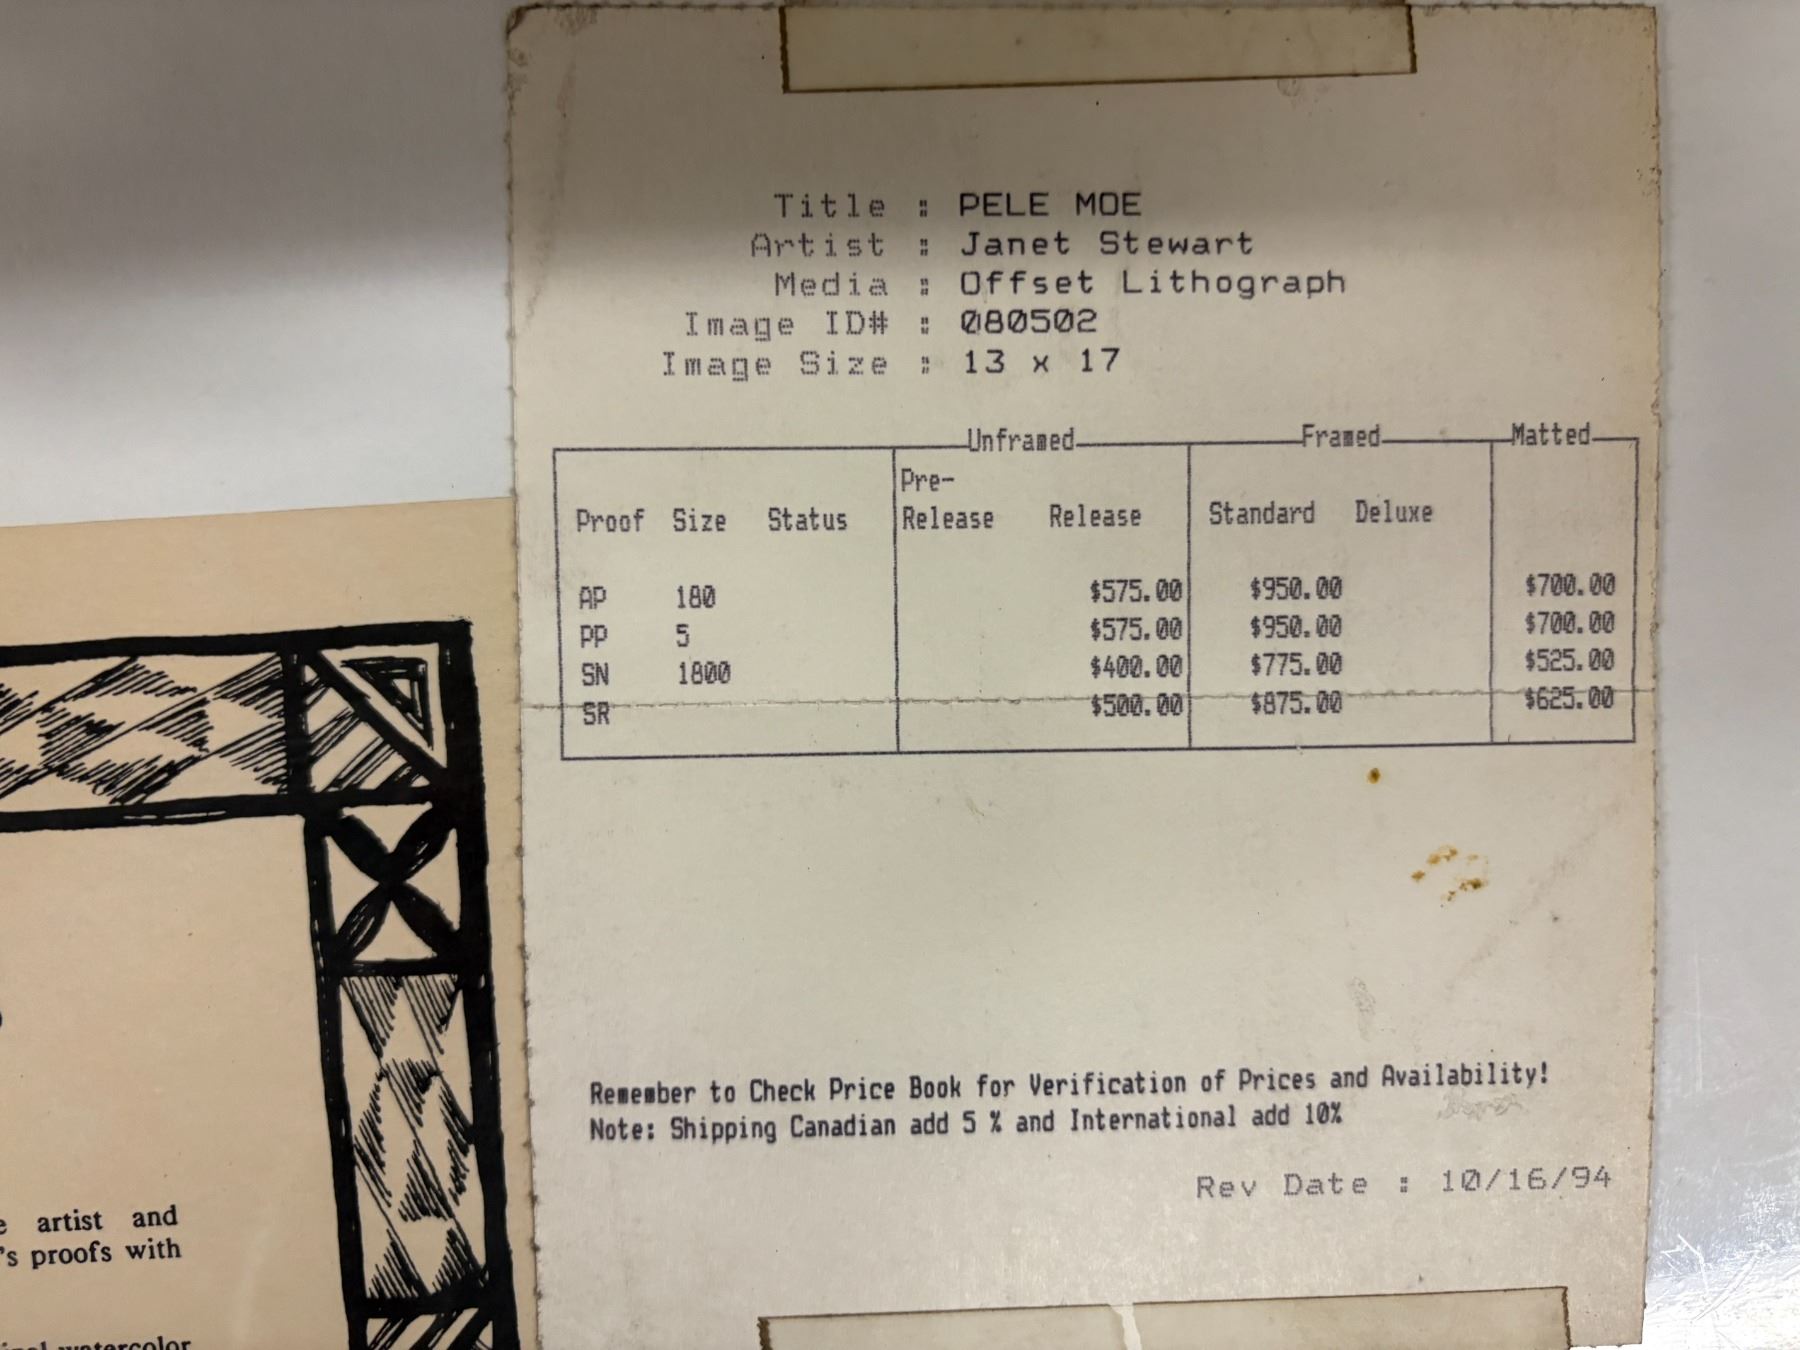 Title : PELE MOE
Artist : Janet Stewart
Media : Offset Lithograph
Image ID# : 080502
Image Size : 13 x 17
Unframed Framed Matted
Pre-
Proof Size Status Release Release Standard Deluxe
AP 180 $575.00 $950.00 $700.00
PP 5 $575.00 $950.00 $700.00
SN 1800 $400.00 $775.00 $525.00
SR $500.00 $875.00 $625.00
Remember to Check Price Book for Verification of Prices and Availability!
Note: Shipping Canadian add 5 % and International add 10%
Rev Date : 10/16/94
artist and
's proofs with
watercolor